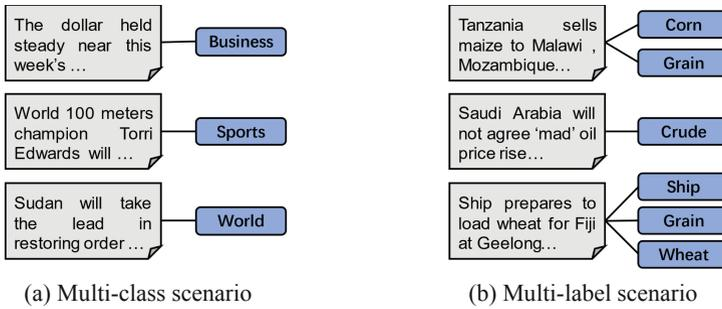 The dollar held
steady near this
week's ...
Business
World 100 meters
champion Torri
Edwards will ...
Sports
Sudan will take
the lead in
restoring order ...
World
(a) Multi-class scenario
Tanzania sells
maize to Malawi ,
Mozambique...
Corn
Grain
Saudi Arabia will
not agree 'mad' oil
price rise...
Crude
Ship prepares to
load wheat for Fiji
at Geelong...
Ship
Grain
Wheat
(b) Multi-label scenario